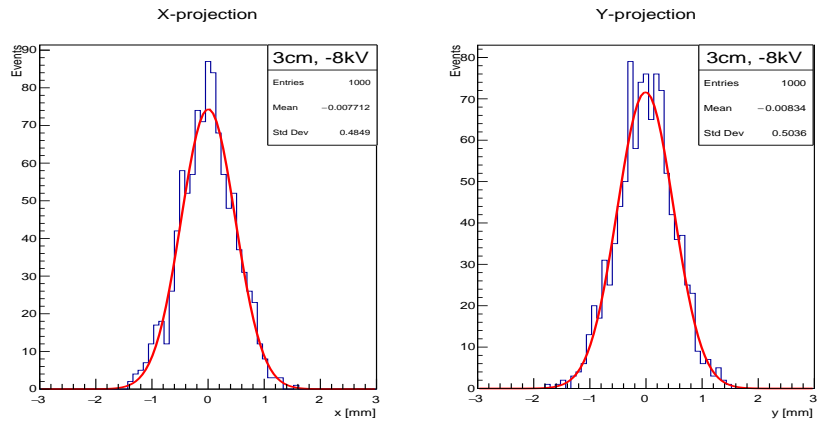 X-projection
Events
3cm, -8kV
Entries 1000
Mean −0.007712
Std Dev 0.4849
90
80
70
60
50
40
30
20
10
0
−3 −2 −1 0 1 2 3
x [mm]
Y-projection
Events
3cm, -8kV
Entries 1000
Mean −0.00834
Std Dev 0.5036
80
70
60
50
40
30
20
10
0
−3 −2 −1 0 1 2 3
y [mm]